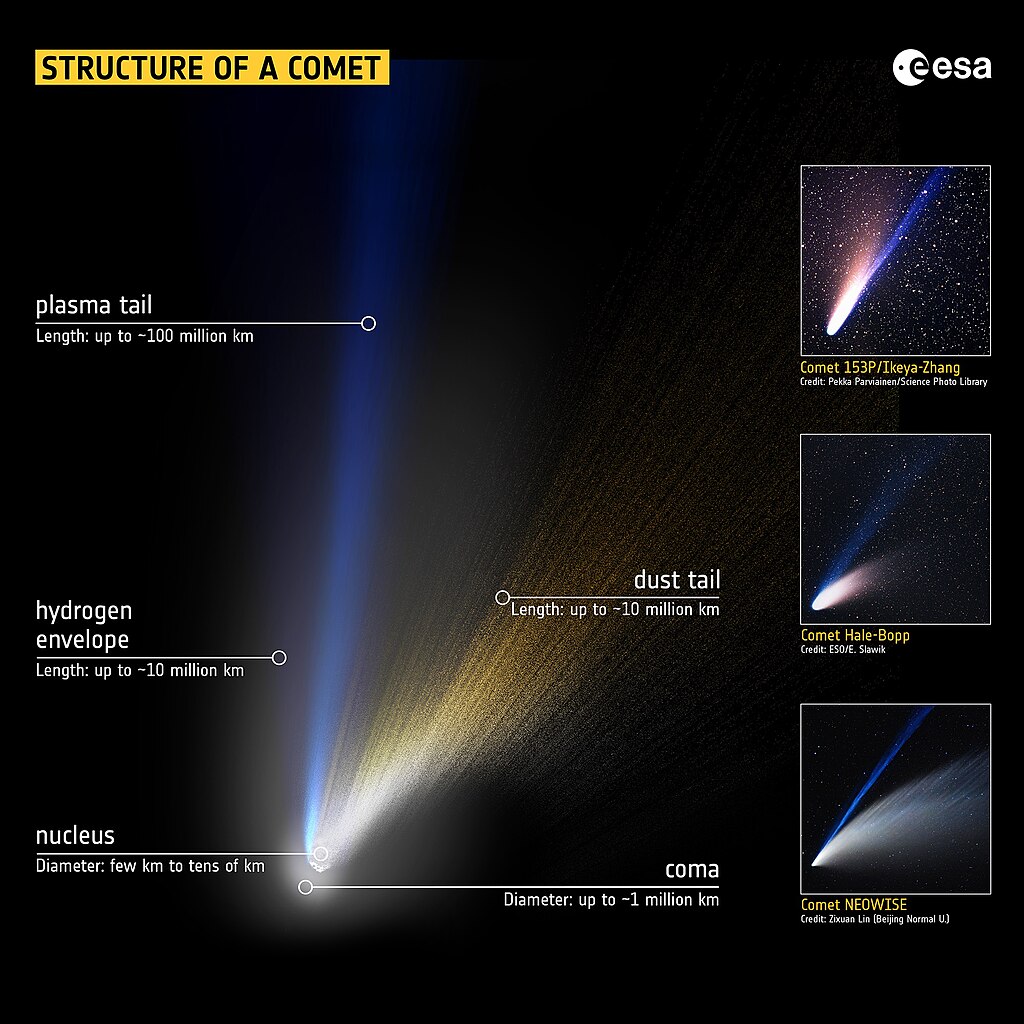 STRUCTURE OF A COMET
esa
plasma tail
Length: up to ~100 million km
hydrogen
envelope
Length: up to ~10 million km
dust tail
Length: up to ~10 million km
nucleus
Diameter: few km to tens of km
coma
Diameter: up to ~1 million km
Comet 153P/Ikeya-Zhang
Credit: Pekka Parviainen/Science Photo Library
Comet Hale-Bopp
Credit: ESO/E. Slawik
Comet NEOWISE
Credit: Zixuan Lin (Beijing Normal U.)